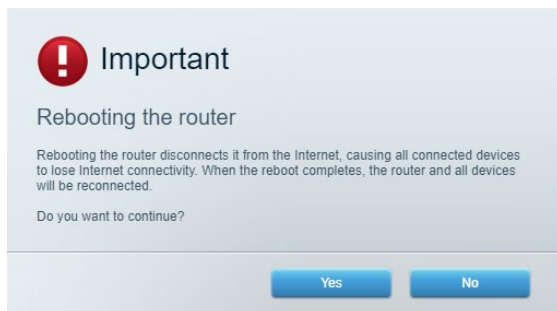 Important
Rebooting the router
Rebooting the router disconnects it from the Internet, causing all connected devices
to lose Internet connectivity. When the reboot completes, the router and all devices
will be reconnected.
Do you want to continue?
Yes
No